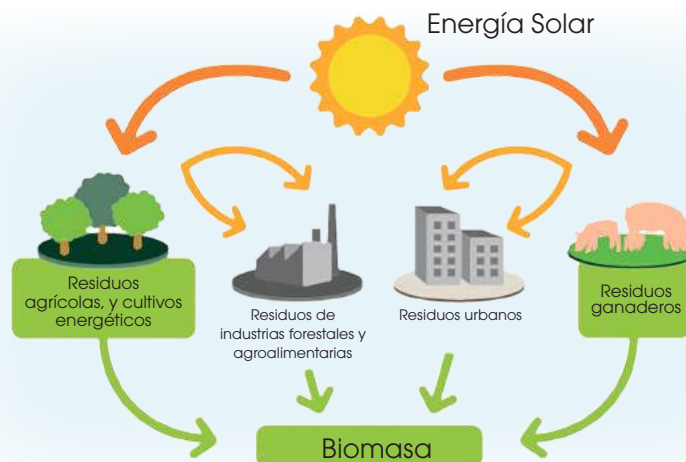 Energía Solar
Residuos
agrícolas, y cultivos
energéticos
Residuos de
industrias forestales y
agroalimentarias
Residuos urbanos
Residuos
ganaderos
Biomasa